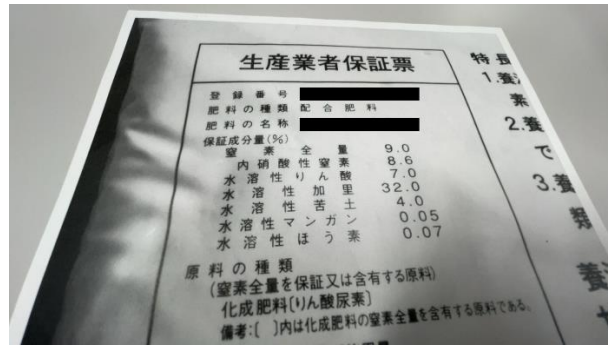 生産業者保証票
登録番号
肥料の種類 配合肥料
肥料の名称
保証成分量(%)
窒素全量 9.0
内硝酸性窒素 8.6
水溶性りん酸 7.0
水溶性加里 32.0
水溶性苦土 4.0
水溶性マンガン 0.05
水溶性ほう素 0.07
原料の種類
(窒素全量を保証又は含有する原料)
化成肥料[りん酸尿素]
備考:[ ]内は化成肥料の窒素全量を含有する原料である。
特長
1.養
素
2.養
で
3.養
類
養